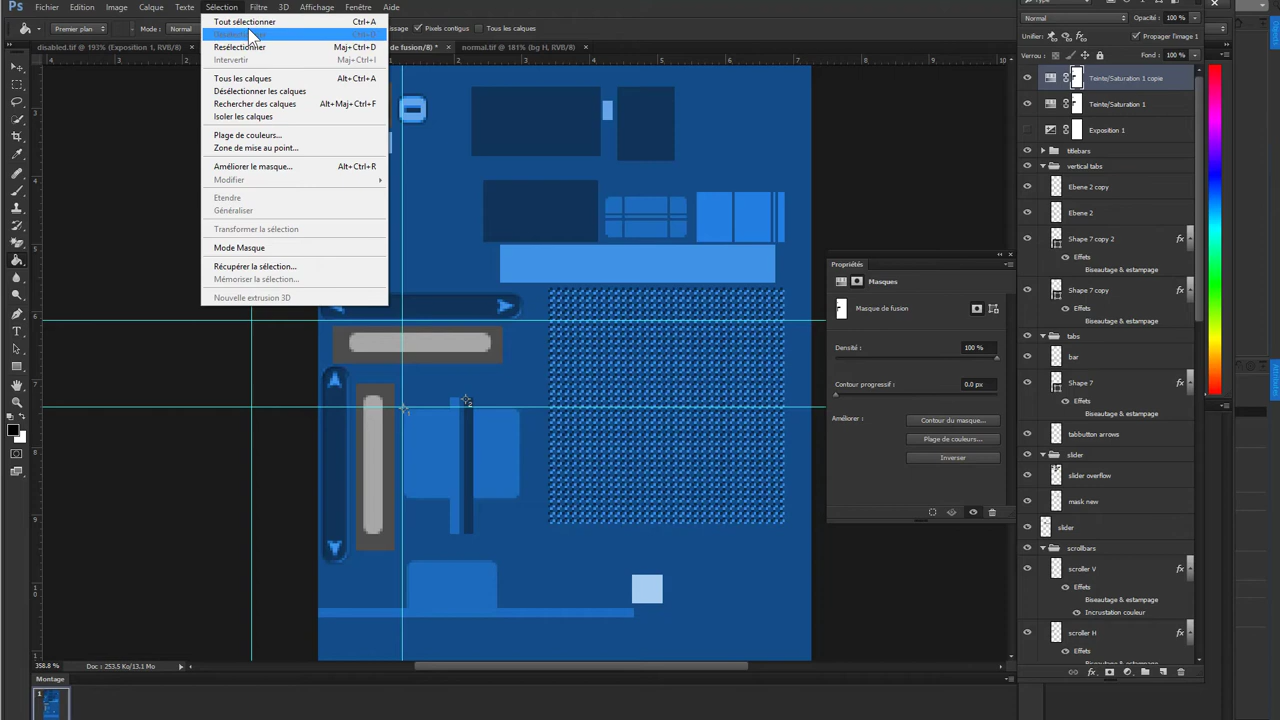 Ps Fichier Edition Image Calque Texte Sélection Filtre 3D Affichage Fenêtre Aide
Premier plan Mode : Normal Pixels contigus Tous les calques
disabled.tif @ 193% (Exposition 1, RVB/8) × de fusion/8) * × normal.tif @ 181% (bg H, RVB/8) ×
Tout sélectionner Ctrl+A
Resélectionner Maj+Ctrl+D
Intervertir Maj+Ctrl+I
Tous les calques Alt+Ctrl+A
Désélectionner les calques
Rechercher des calques Alt+Maj+Ctrl+F
Isoler les calques
Plage de couleurs...
Zone de mise au point...
Améliorer le masque... Alt+Ctrl+R
Modifier
Etendre
Généraliser
Transformer la sélection
Mode Masque
Récupérer la sélection...
Mémoriser la sélection...
Nouvelle extrusion 3D
Propriétés
Masques
Masque de fusion
Densité : 100 %
Contour progressif : 0.0 px
Améliorer : Contour du masque...
Plage de couleurs...
Inverser
Normal Opacité : 100 %
Unifier : Propager l'image 1
Verrou : Fond : 100 %
Teinte/Saturation 1 copie
Teinte/Saturation 1
Exposition 1
titlebars
vertical tabs
Ebene 2 copy
Ebene 2
Shape 7 copy 2 fx
Effets
Biseautage & estampage
Shape 7 copy fx
Effets
Biseautage & estampage
tabs
bar
Shape 7 fx
Effets
Biseautage & estampage
tabbutton arrows
slider
slider overflow
mask new
slider
scrollbars
scroller V fx
Effets
Biseautage & estampage
Incrustation couleur
scroller H fx
Effets
Biseautage & estampage
358.8 % Doc : 253.5 Ko/13.1 Mo
Montage
1